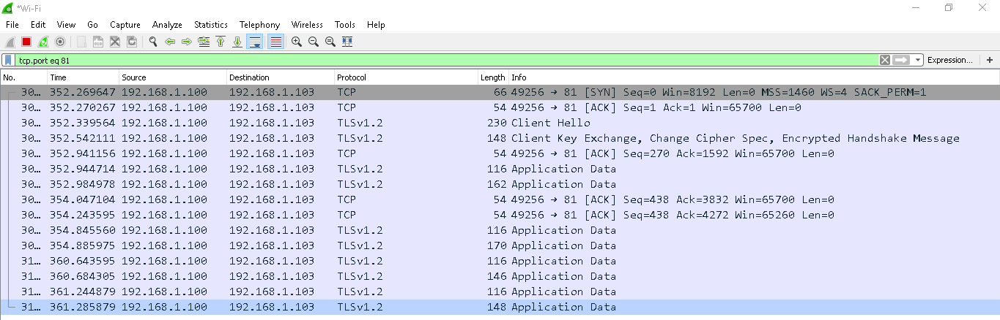 *Wi-Fi
File Edit View Go Capture Analyze Statistics Telephony Wireless Tools Help
tcp.port eq 81 Expression... +
No. Time Source Destination Protocol Length Info
30... 352.269647 192.168.1.100 192.168.1.103 TCP 66 49256 → 81 [SYN] Seq=0 Win=8192 Len=0 MSS=1460 WS=4 SACK_PERM=1
30... 352.270267 192.168.1.100 192.168.1.103 TCP 54 49256 → 81 [ACK] Seq=1 Ack=1 Win=65700 Len=0
30... 352.339564 192.168.1.100 192.168.1.103 TLSv1.2 230 Client Hello
30... 352.542111 192.168.1.100 192.168.1.103 TLSv1.2 148 Client Key Exchange, Change Cipher Spec, Encrypted Handshake Message
30... 352.941156 192.168.1.100 192.168.1.103 TCP 54 49256 → 81 [ACK] Seq=270 Ack=1592 Win=65700 Len=0
30... 352.944714 192.168.1.100 192.168.1.103 TLSv1.2 116 Application Data
30... 352.984978 192.168.1.100 192.168.1.103 TLSv1.2 162 Application Data
30... 354.047104 192.168.1.100 192.168.1.103 TCP 54 49256 → 81 [ACK] Seq=438 Ack=3832 Win=65700 Len=0
30... 354.243595 192.168.1.100 192.168.1.103 TCP 54 49256 → 81 [ACK] Seq=438 Ack=4272 Win=65260 Len=0
30... 354.845560 192.168.1.100 192.168.1.103 TLSv1.2 116 Application Data
30... 354.885975 192.168.1.100 192.168.1.103 TLSv1.2 170 Application Data
31... 360.643595 192.168.1.100 192.168.1.103 TLSv1.2 116 Application Data
31... 360.684305 192.168.1.100 192.168.1.103 TLSv1.2 146 Application Data
31... 361.244879 192.168.1.100 192.168.1.103 TLSv1.2 116 Application Data
31... 361.285879 192.168.1.100 192.168.1.103 TLSv1.2 148 Application Data